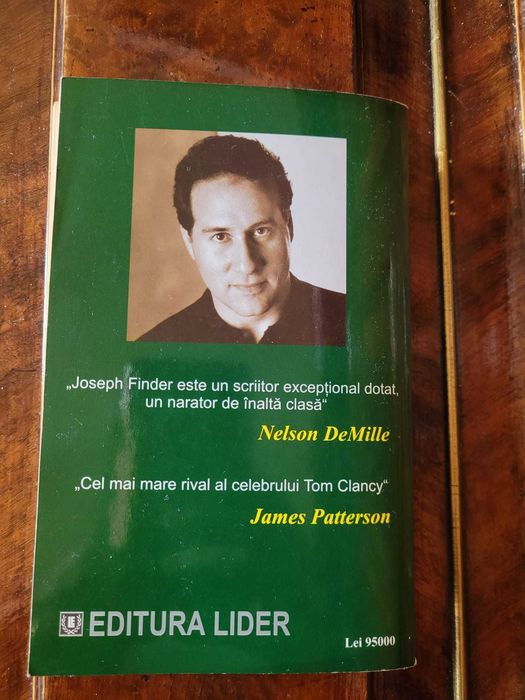 „Joseph Finder este un scriitor excepțional dotat,
un narator de înaltă clasă“
Nelson DeMille
„Cel mai mare rival al celebrului Tom Clancy“
James Patterson
EDITURA LIDER
Lei 95000